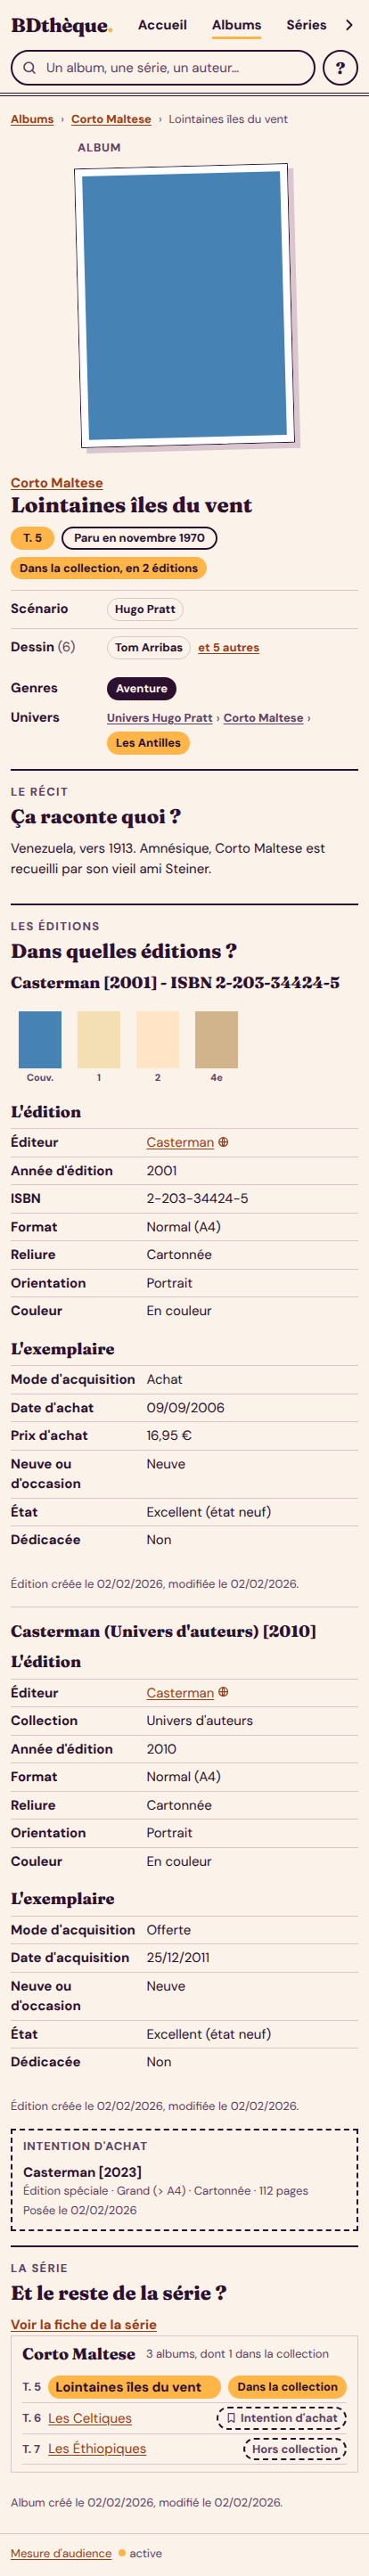 BDthèque.
Accueil Albums Séries
Un album, une série, un auteur...
?
Albums › Corto Maltese › Lointaines îles du vent
ALBUM
Corto Maltese
Lointaines îles du vent
T. 5 Paru en novembre 1970
Dans la collection, en 2 éditions
Scénario Hugo Pratt
Dessin (6) Tom Arribas et 5 autres
Genres Aventure
Univers Univers Hugo Pratt › Corto Maltese ›
Les Antilles
LE RÉCIT
Ça raconte quoi ?
Venezuela, vers 1913. Amnésique, Corto Maltese est
recueilli par son vieil ami Steiner.
LES ÉDITIONS
Dans quelles éditions ?
Casterman [2001] - ISBN 2-203-34424-5
Couv. 1 2 4e
L'édition
Éditeur Casterman
Année d'édition 2001
ISBN 2-203-34424-5
Format Normal (A4)
Reliure Cartonnée
Orientation Portrait
Couleur En couleur
L'exemplaire
Mode d'acquisition Achat
Date d'achat 09/09/2006
Prix d'achat 16,95 €
Neuve ou Neuve
d'occasion
État Excellent (état neuf)
Dédicacée Non
Édition créée le 02/02/2026, modifiée le 02/02/2026.
Casterman (Univers d'auteurs) [2010]
L'édition
Éditeur Casterman
Collection Univers d'auteurs
Année d'édition 2010
Format Normal (A4)
Reliure Cartonnée
Orientation Portrait
Couleur En couleur
L'exemplaire
Mode d'acquisition Offerte
Date d'acquisition 25/12/2011
Neuve ou Neuve
d'occasion
État Excellent (état neuf)
Dédicacée Non
Édition créée le 02/02/2026, modifiée le 02/02/2026.
INTENTION D'ACHAT
Casterman [2023]
Édition spéciale · Grand (> A4) · Cartonnée · 112 pages
Posée le 02/02/2026
LA SÉRIE
Et le reste de la série ?
Voir la fiche de la série
Corto Maltese 3 albums, dont 1 dans la collection
T. 5 Lointaines îles du vent Dans la collection
T. 6 Les Celtiques Intention d'achat
T. 7 Les Éthiopiques Hors collection
Album créé le 02/02/2026, modifié le 02/02/2026.
Mesure d'audience active